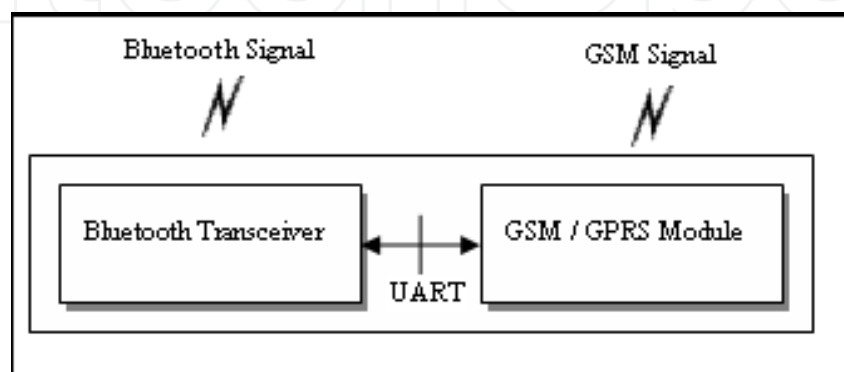 Bluetooth Signal
GSM Signal
Bluetooth Transceiver
GSM / GPRS Module
UART